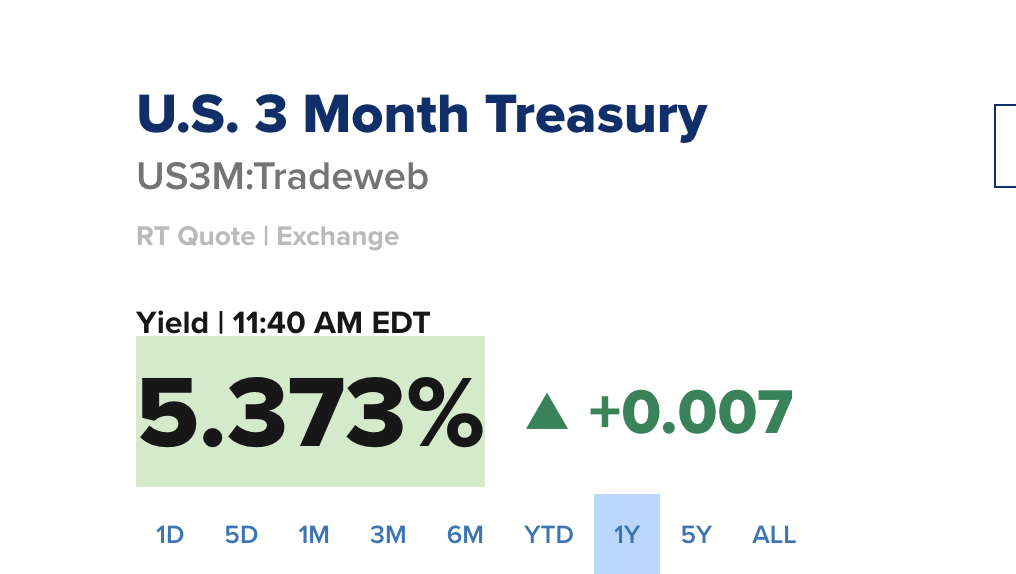 U.S. 3 Month Treasury
US3M:Tradeweb
RT Quote | Exchange
Yield | 11:40 AM EDT
5.373% ▲ +0.007
1D 5D 1M 3M 6M YTD 1Y 5Y ALL